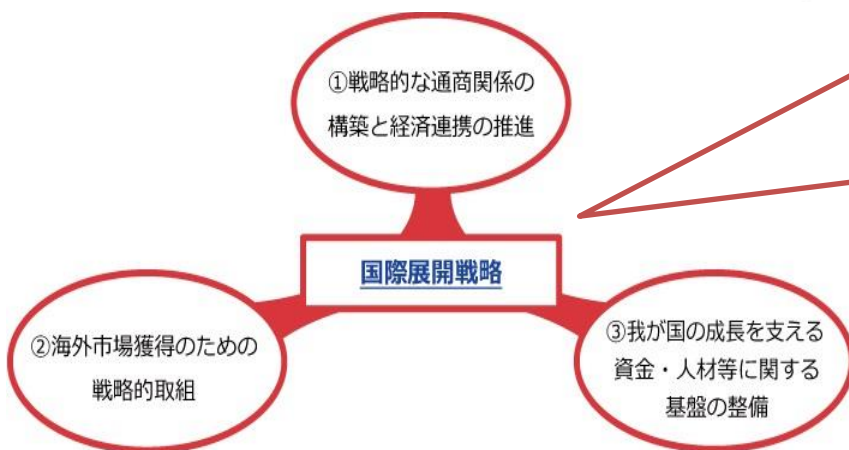 ①戦略的な通商関係の
構築と経済連携の推進
国際展開戦略
②海外市場獲得のための
戦略的取組
③我が国の成長を支える
資金・人材等に関する
基盤の整備